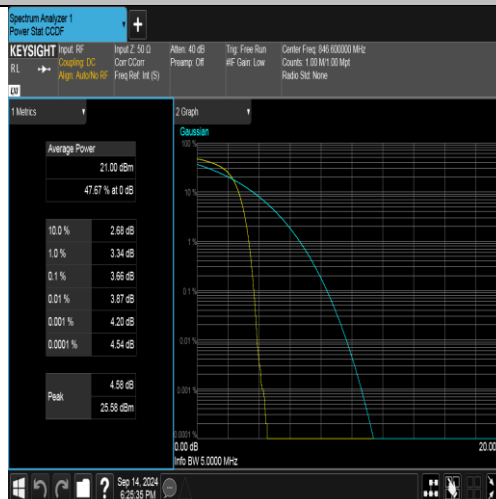 Spectrum Analyzer 1
Power Stat CCDF
+
KEYSIGHT
RL
LXI
Input: RF
Coupling: DC
Align: Auto/No RF
Input Z: 50 Ω
Corr CCorr
Freq Ref: Int (S)
Atten: 40 dB
Preamp: Off
Trig: Free Run
#IF Gain: Low
Center Freq: 846.600000 MHz
Counts: 1.00 M/1.00 Mpt
Radio Std: None
1 Metrics
Average Power
21.00 dBm
47.67 % at 0 dB
10.0 % 2.68 dB
1.0 % 3.34 dB
0.1 % 3.66 dB
0.01 % 3.87 dB
0.001 % 4.20 dB
0.0001 % 4.54 dB
Peak
4.58 dB
25.58 dBm
2 Graph
Gaussian
100 %
10 %
1 %
0.1 %
0.01 %
0.001 %
0.0001 %
0.00 dB
20.00
Info BW 5.0000 MHz
?
Sep 14, 2024
6:25:35 PM